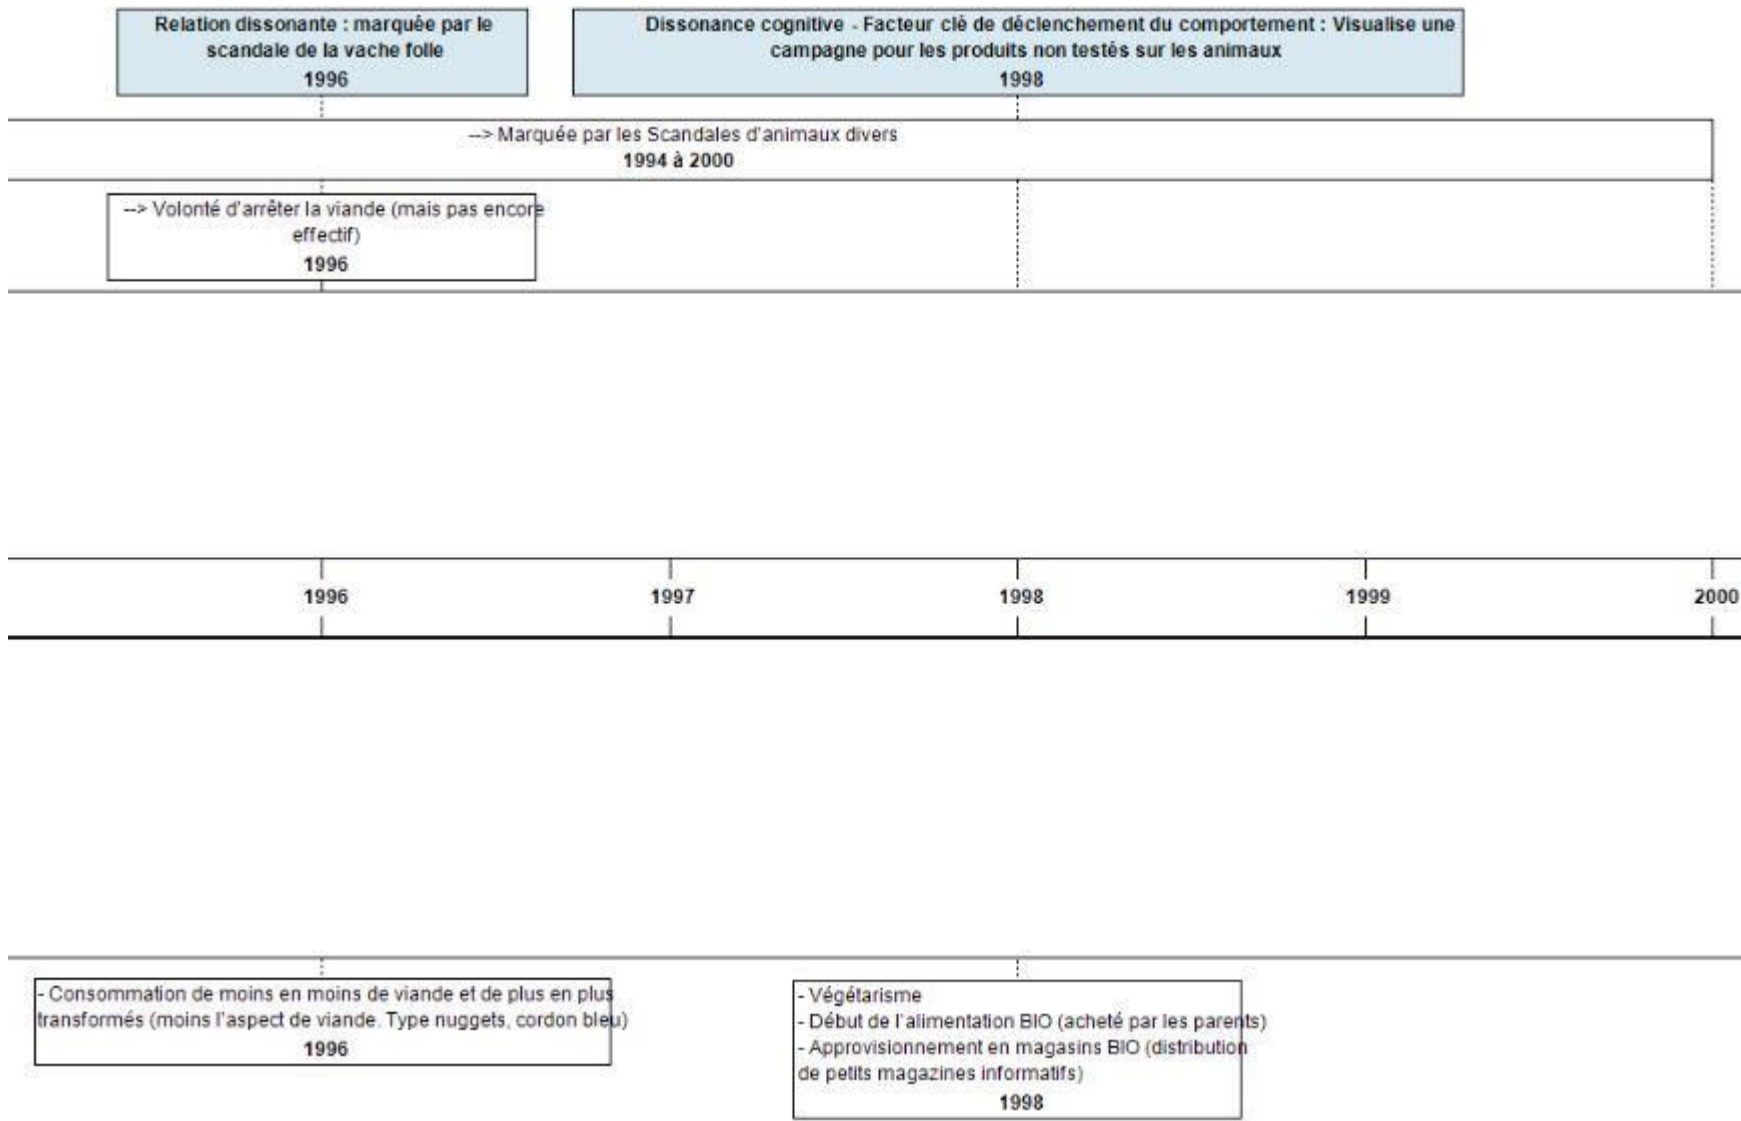 Relation dissonante : marquée par le
scandale de la vache folle
1996
Dissonance cognitive - Facteur clé de déclenchement du comportement : Visualise une
campagne pour les produits non testés sur les animaux
1998
--> Marquée par les Scandales d'animaux divers
1994 à 2000
--> Volonté d'arrêter la viande (mais pas encore
effectif)
1996
1996
1997
1998
1999
2000
- Consommation de moins en moins de viande et de plus en plus
transformés (moins l'aspect de viande. Type nuggets, cordon bleu)
1996
- Végétarisme
- Début de l'alimentation BIO (acheté par les parents)
- Approvisionnement en magasins BIO (distribution
de petits magazines informatifs)
1998